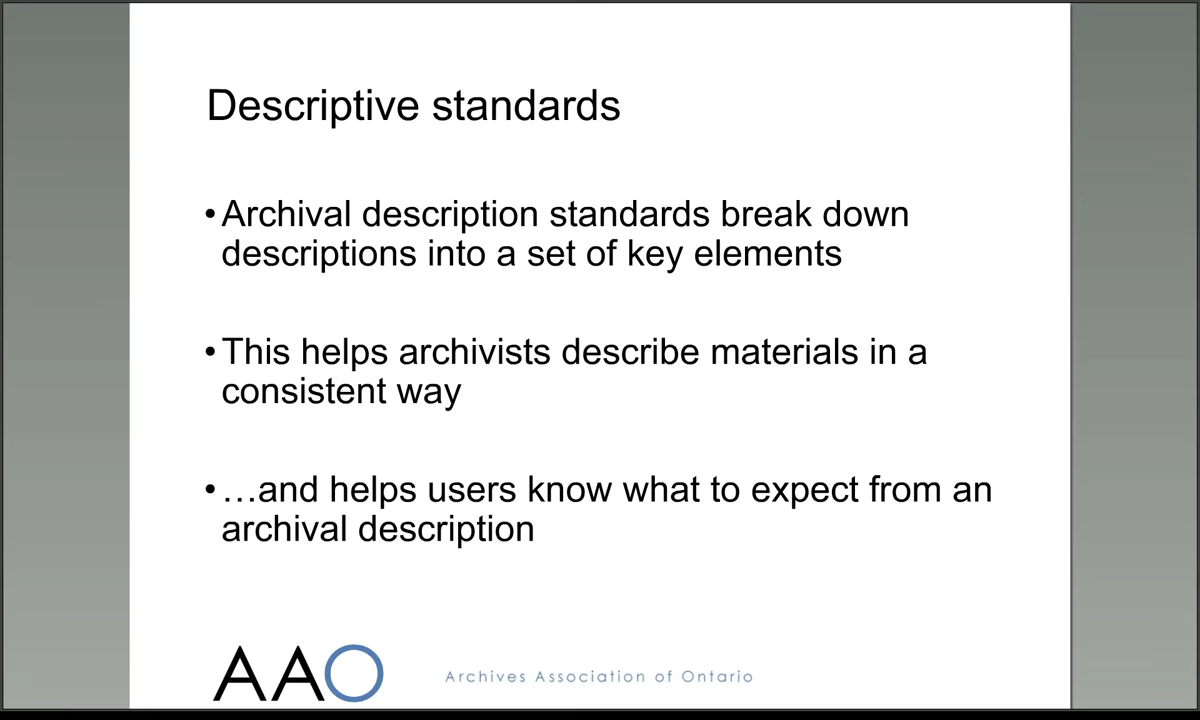 Descriptive standards
•Archival description standards break down
descriptions into a set of key elements
•This helps archivists describe materials in a
consistent way
•…and helps users know what to expect from an
archival description
AAO
Archives Association of Ontario